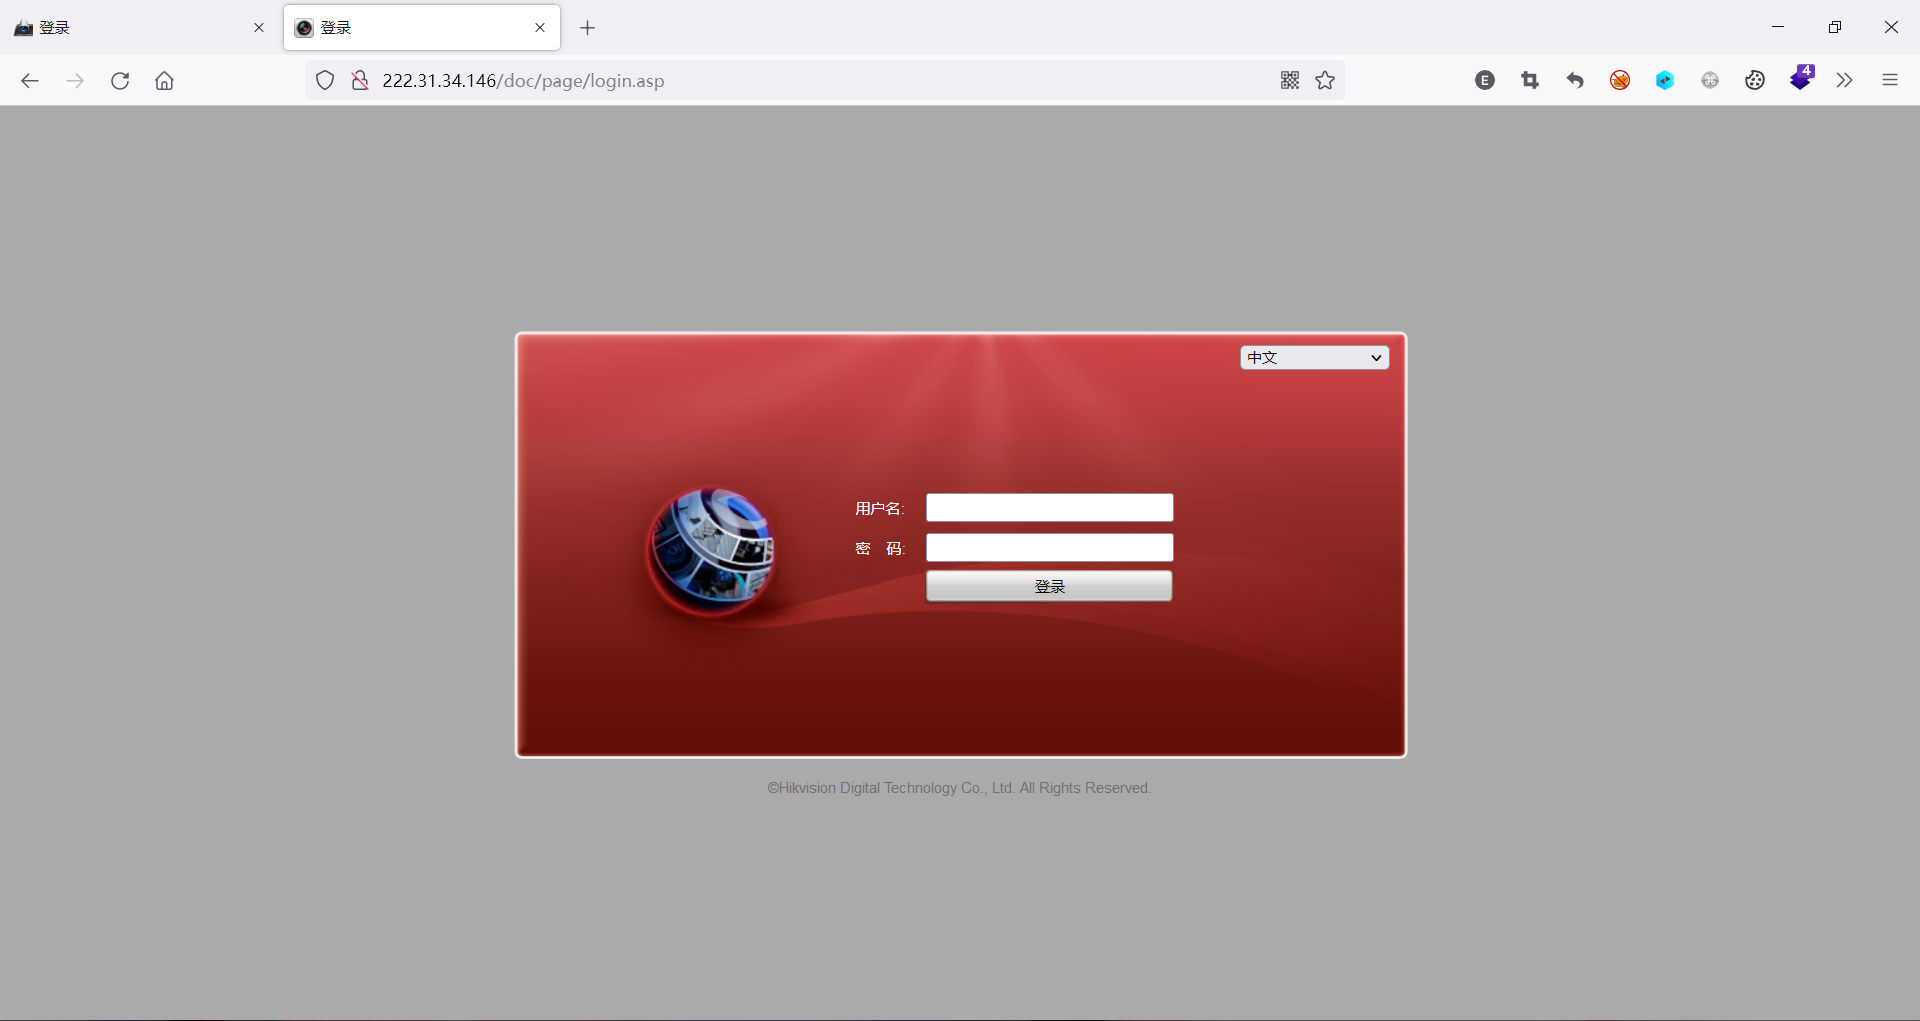 登录
登录
222.31.34.146/doc/page/login.asp
E
4
中文
用户名:
密 码:
登录
©Hikvision Digital Technology Co., Ltd. All Rights Reserved.